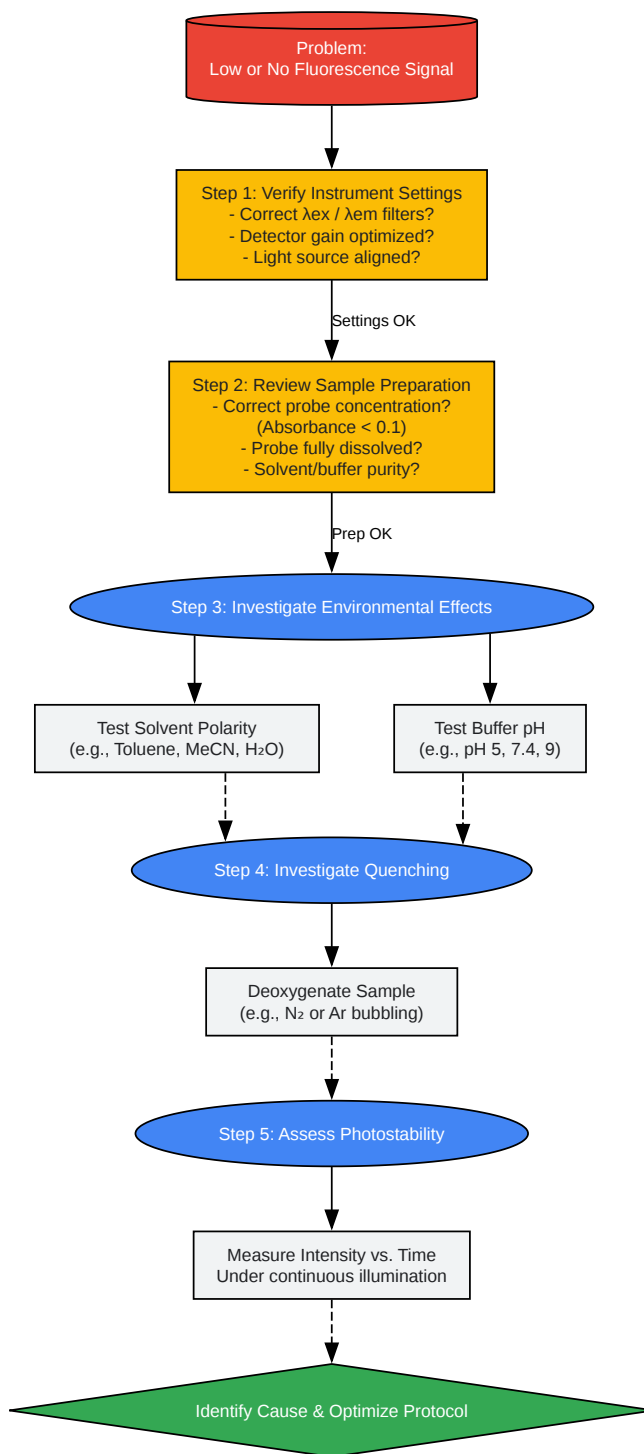 Problem:
Low or No Fluorescence Signal
Step 1: Verify Instrument Settings
- Correct λex / λem filters?
- Detector gain optimized?
- Light source aligned?
Settings OK
Step 2: Review Sample Preparation
- Correct probe concentration?
(Absorbance < 0.1)
- Probe fully dissolved?
- Solvent/buffer purity?
Prep OK
Step 3: Investigate Environmental Effects
Test Solvent Polarity
(e.g., Toluene, MeCN, H₂O)
Test Buffer pH
(e.g., pH 5, 7.4, 9)
Step 4: Investigate Quenching
Deoxygenate Sample
(e.g., N₂ or Ar bubbling)
Step 5: Assess Photostability
Measure Intensity vs. Time
Under continuous illumination
Identify Cause & Optimize Protocol